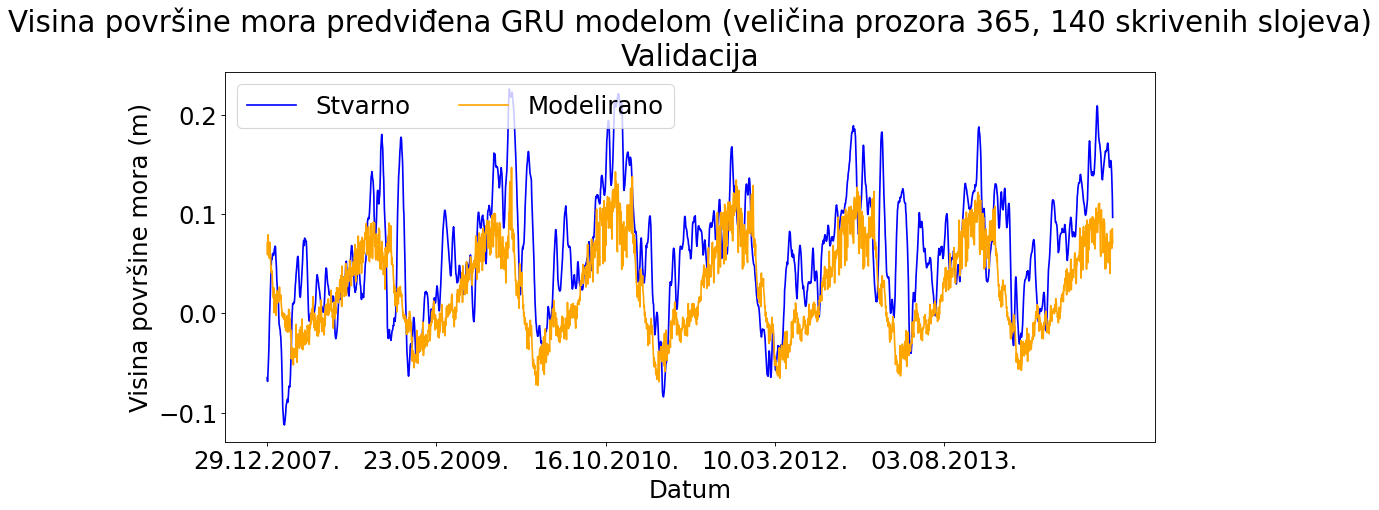 Visina površine mora predviđena GRU modelom (veličina prozora 365, 140 skrivenih slojeva)
Validacija
Stvarno Modelirano
Visina površine mora (m)
0.2
0.1
0.0
−0.1
29.12.2007. 23.05.2009. 16.10.2010. 10.03.2012. 03.08.2013.
Datum